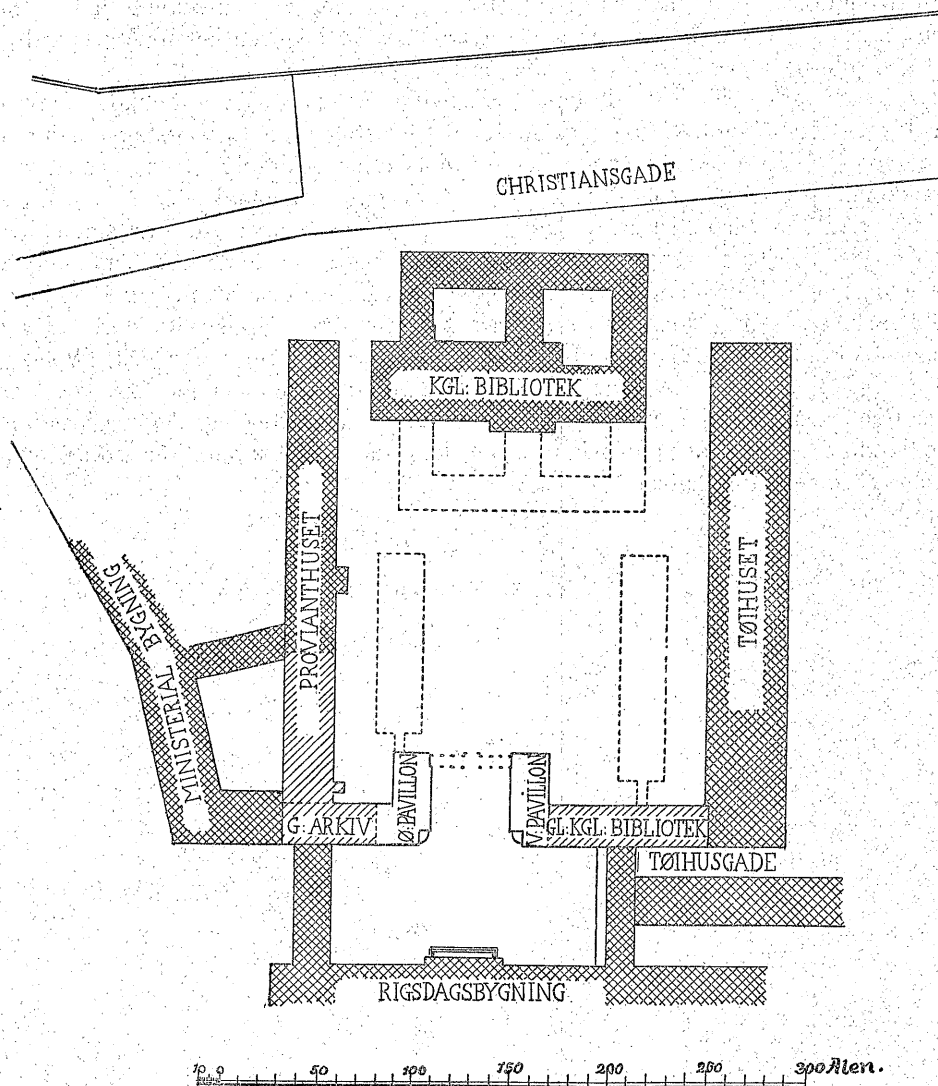 CHRISTIANSGADE
KGL: BIBLIOTEK
PROVIANTHUSET
TØIHUSET
MINISTERIAL BYGNING
G: ARKIV
Ø: PAVILLON
V: PAVILLON
GL: KGL: BIBLIOTEK
TØIHUSGADE
RIGSDAGSBYGNING
10 0 50 100 150 200 250 300 Alen.